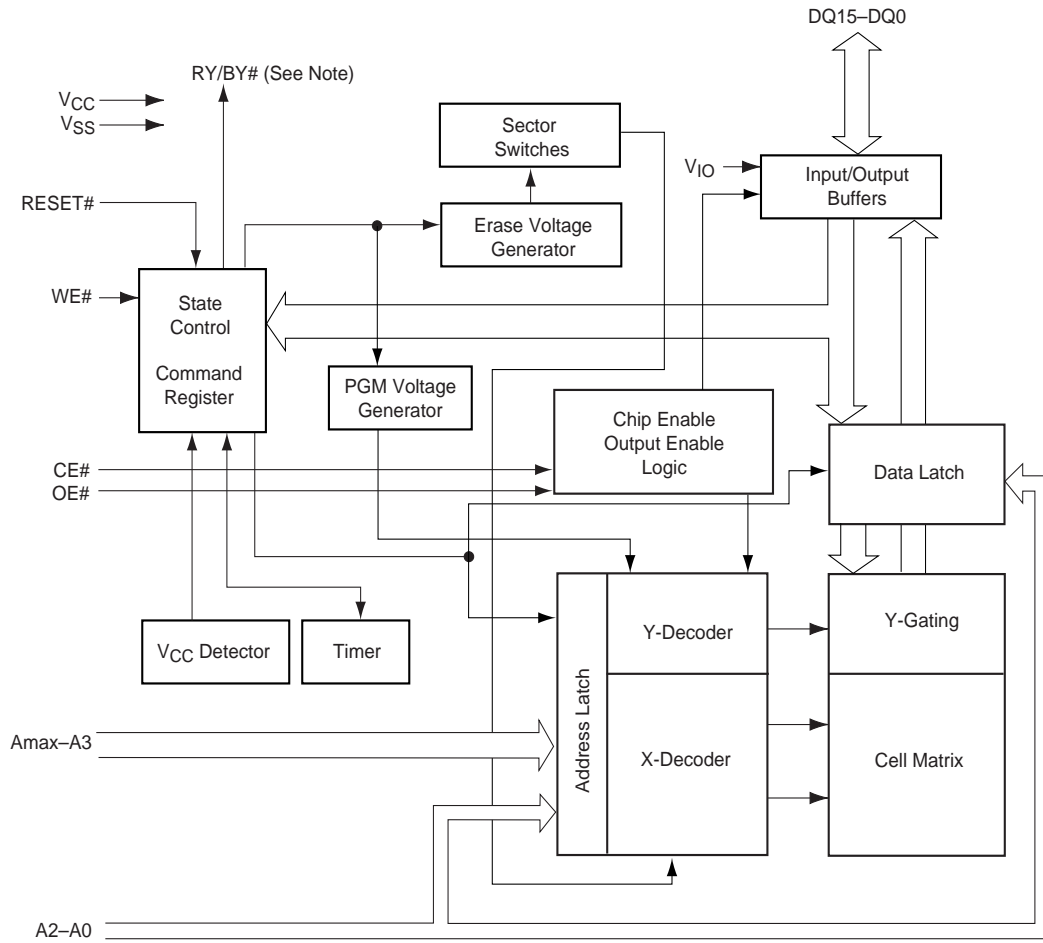 DQ15–DQ0
RY/BY# (See Note)
VCC
VSS
Sector
Switches
VIO
Input/Output
Buffers
RESET#
Erase Voltage
Generator
WE#
State
Control
Command
Register
PGM Voltage
Generator
Chip Enable
Output Enable
Logic
Data Latch
CE#
OE#
VCC Detector
Timer
Address Latch
Y-Decoder
Y-Gating
Amax–A3
X-Decoder
Cell Matrix
A2–A0